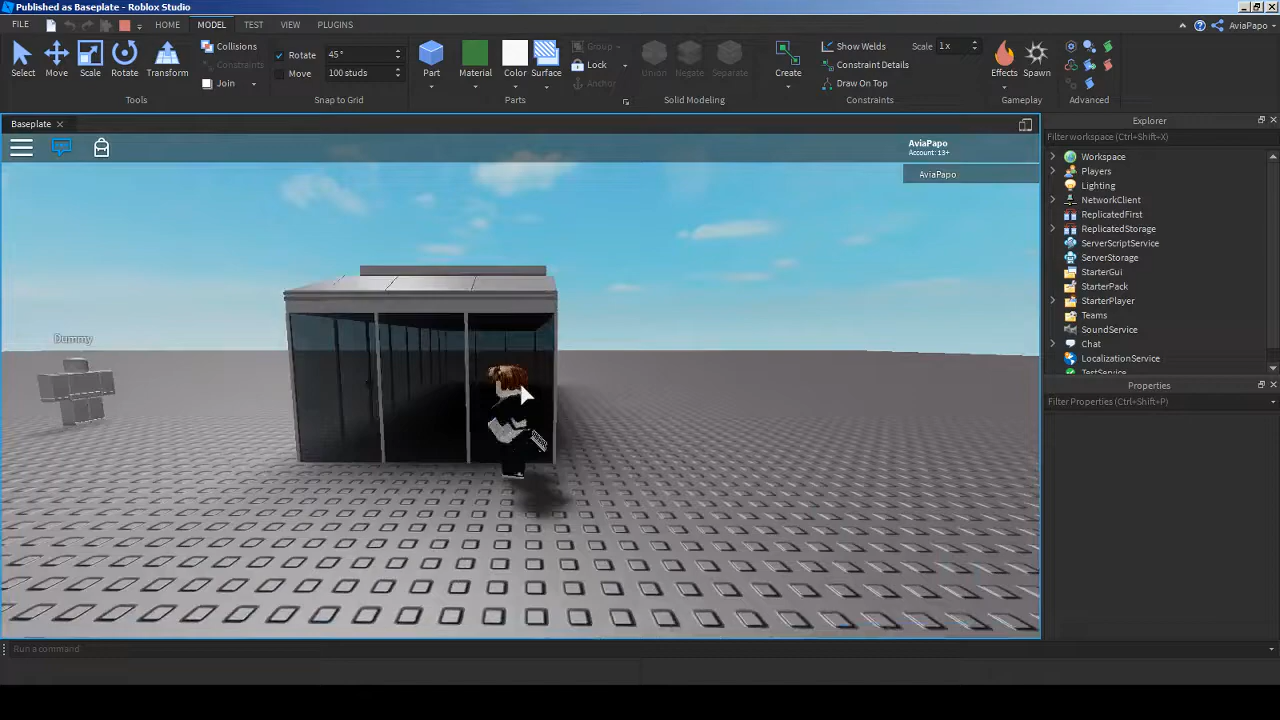 Published as Baseplate - Roblox Studio
FILE HOME MODEL TEST VIEW PLUGINS AviaPapo
Select Move Scale Rotate Transform
Collisions
Constraints
Join
Tools
Rotate 45°
Move 100 studs
Snap to Grid
Part Material Color Surface
Group
Lock
Anchor
Parts
Union Negate Separate
Solid Modeling
Create
Show Welds Scale 1x
Constraint Details
Draw On Top
Constraints
Effects Spawn
Gameplay
Advanced
Baseplate
AviaPapo
Account: 13+
AviaPapo
Dummy
Explorer
Filter workspace (Ctrl+Shift+X)
Workspace
Players
Lighting
NetworkClient
ReplicatedFirst
ReplicatedStorage
ServerScriptService
ServerStorage
StarterGui
StarterPack
StarterPlayer
Teams
SoundService
Chat
LocalizationService
TestService
Properties
Filter Properties (Ctrl+Shift+P)
Run a command